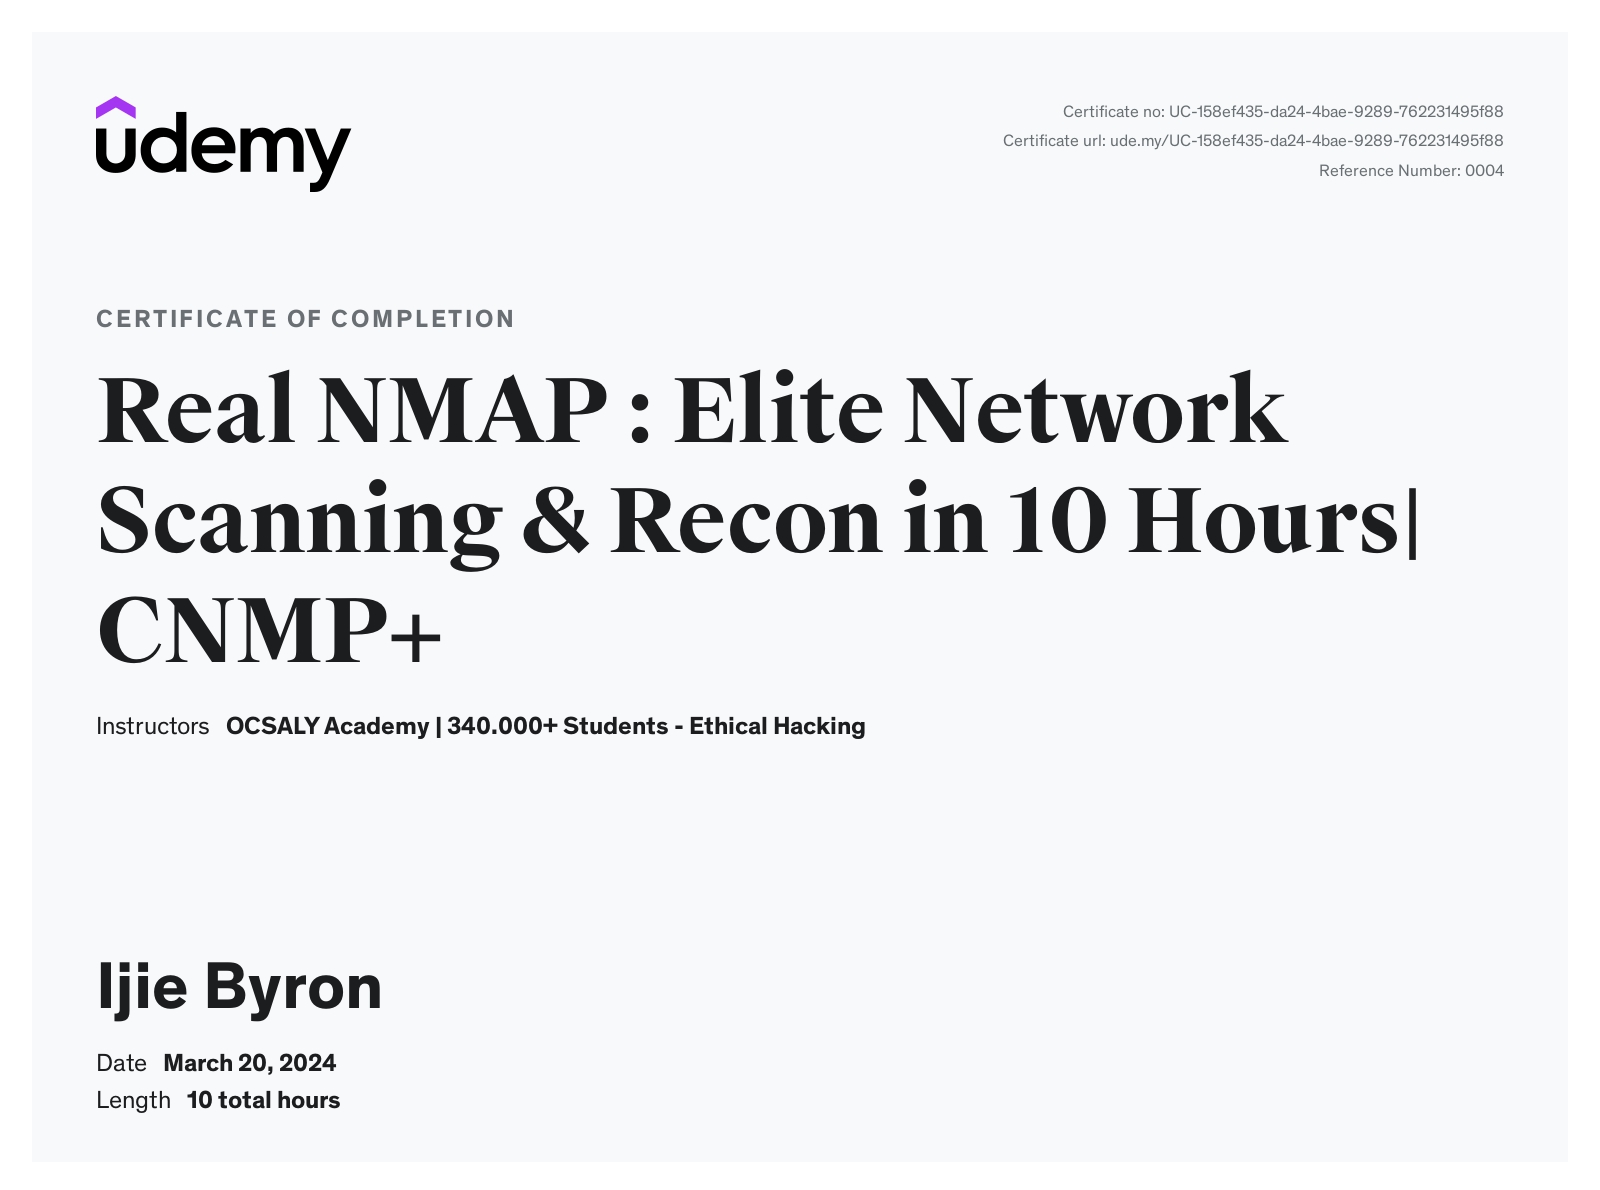 udemy
Certificate no: UC-158ef435-da24-4bae-9289-762231495f88
Certificate url: ude.my/UC-158ef435-da24-4bae-9289-762231495f88
Reference Number: 0004
CERTIFICATE OF COMPLETION
Real NMAP : Elite Network
Scanning & Recon in 10 Hours|
CNMP+
Instructors OCSALY Academy | 340.000+ Students - Ethical Hacking
Ijie Byron
Date March 20, 2024
Length 10 total hours